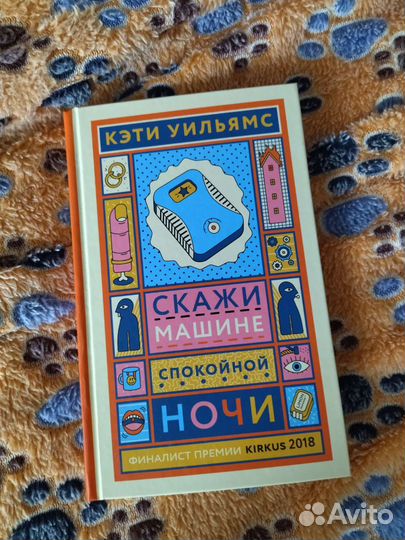 КЭТИ УИЛЬЯМС
СКАЖИ
МАШИНЕ
СПОКОЙНОЙ
НОЧИ
ФИНАЛИСТ ПРЕМИИ KIRKUS 2018
Avito